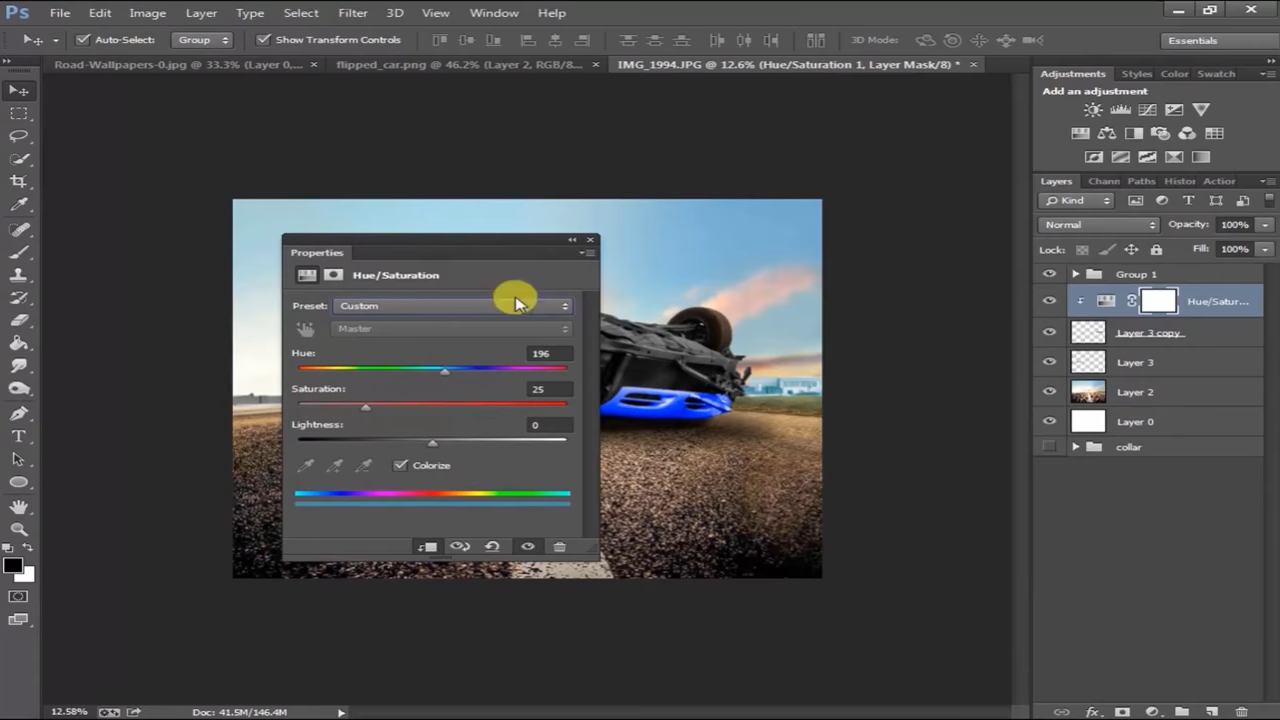 Ps File Edit Image Layer Type Select Filter 3D View Window Help
Auto-Select: Group Show Transform Controls 3D Mode: Essentials
Road-Wallpapers-0.jpg @ 33.3% (Layer 0,... × flipped_car.png @ 46.2% (Layer 2, RGB/8... × IMG_1994.JPG @ 12.6% (Hue/Saturation 1, Layer Mask/8) * ×
Adjustments Styles Color Swatch
Add an adjustment
Layers Chann Paths Histor Action
Kind
Normal Opacity: 100%
Lock: Fill: 100%
Group 1
Hue/Satur...
Layer 3 copy
Layer 3
Layer 2
Layer 0
collar
Properties
Hue/Saturation
Preset: Custom
Master
Hue: 196
Saturation: 25
Lightness: 0
Colorize
12.58% Doc: 41.5M/146.4M